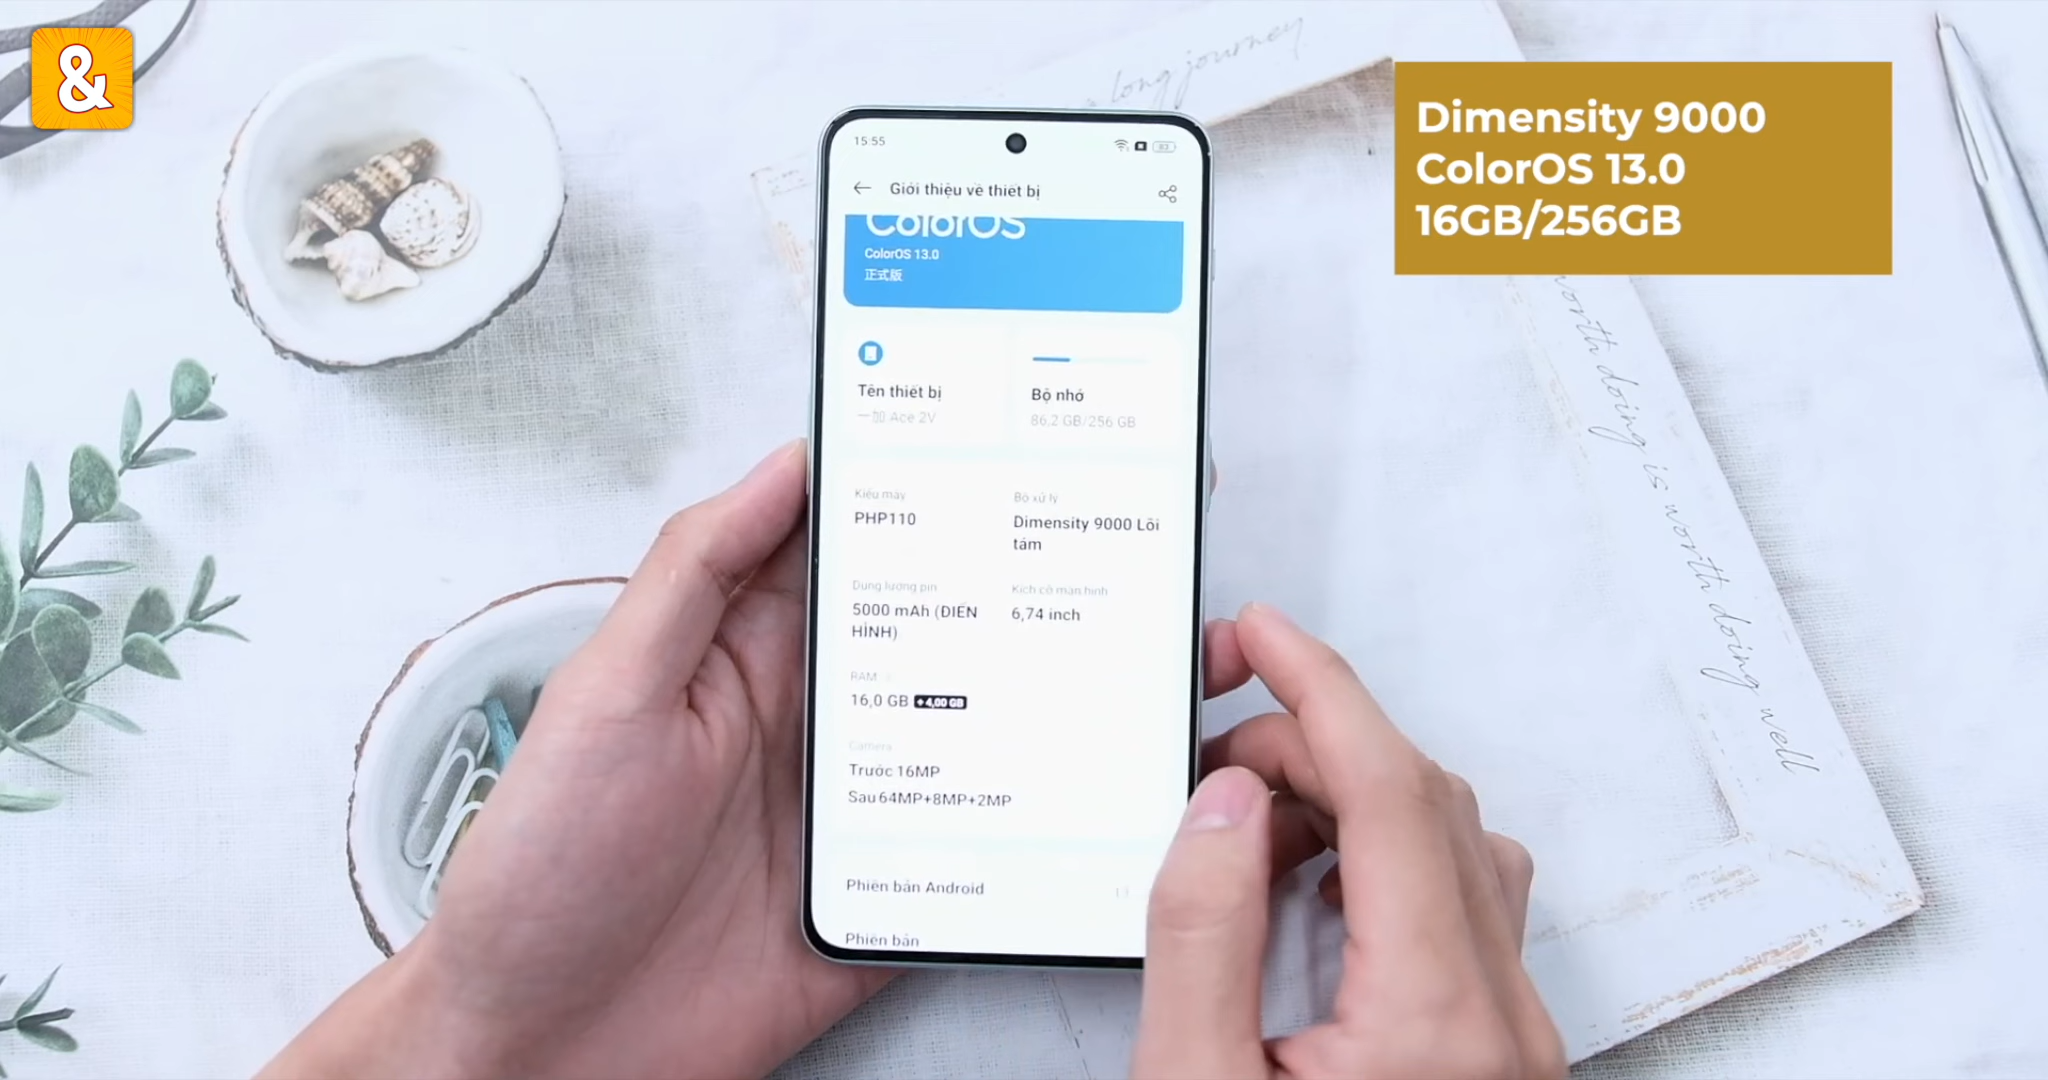 &
long journey
Dimensity 9000
ColorOS 13.0
16GB/256GB
15:55
83
Giới thiệu về thiết bị
ColorOS
ColorOS 13.0
正式版
Tên thiết bị
一加 Ace 2V
Bộ nhớ
86,2 GB/256 GB
Kiểu máy
PHP110
Bộ xử lý
Dimensity 9000 Lõi
tám
Dung lượng pin
5000 mAh (ĐIỂN
HÌNH)
Kích cỡ màn hình
6,74 inch
RAM
16,0 GB +4,00 GB
Camera
Trước 16MP
Sau 64MP+8MP+2MP
Phiên bản Android
13
Phiên bản
worth doing is worth doing well